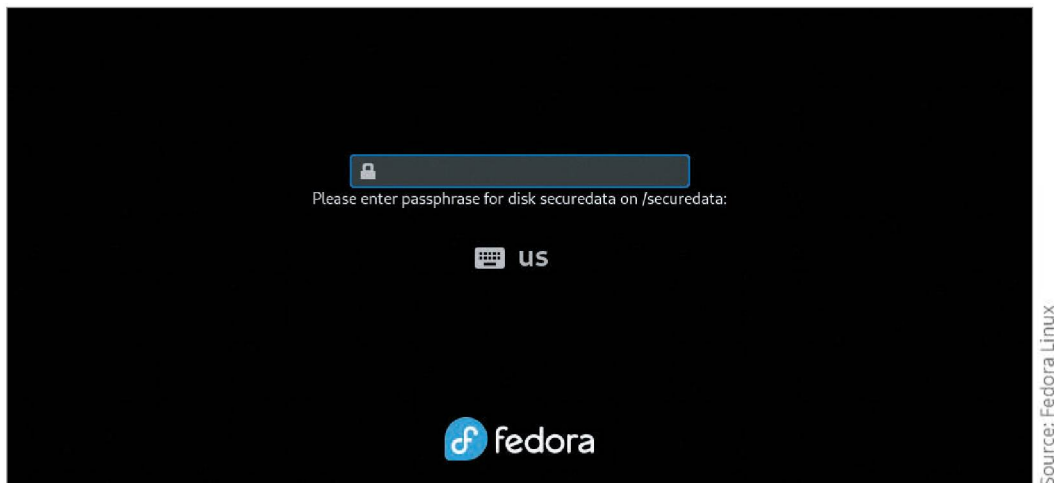 Please enter passphrase for disk securedata on /securedata:
us
fedora
Source: Fedora Linux